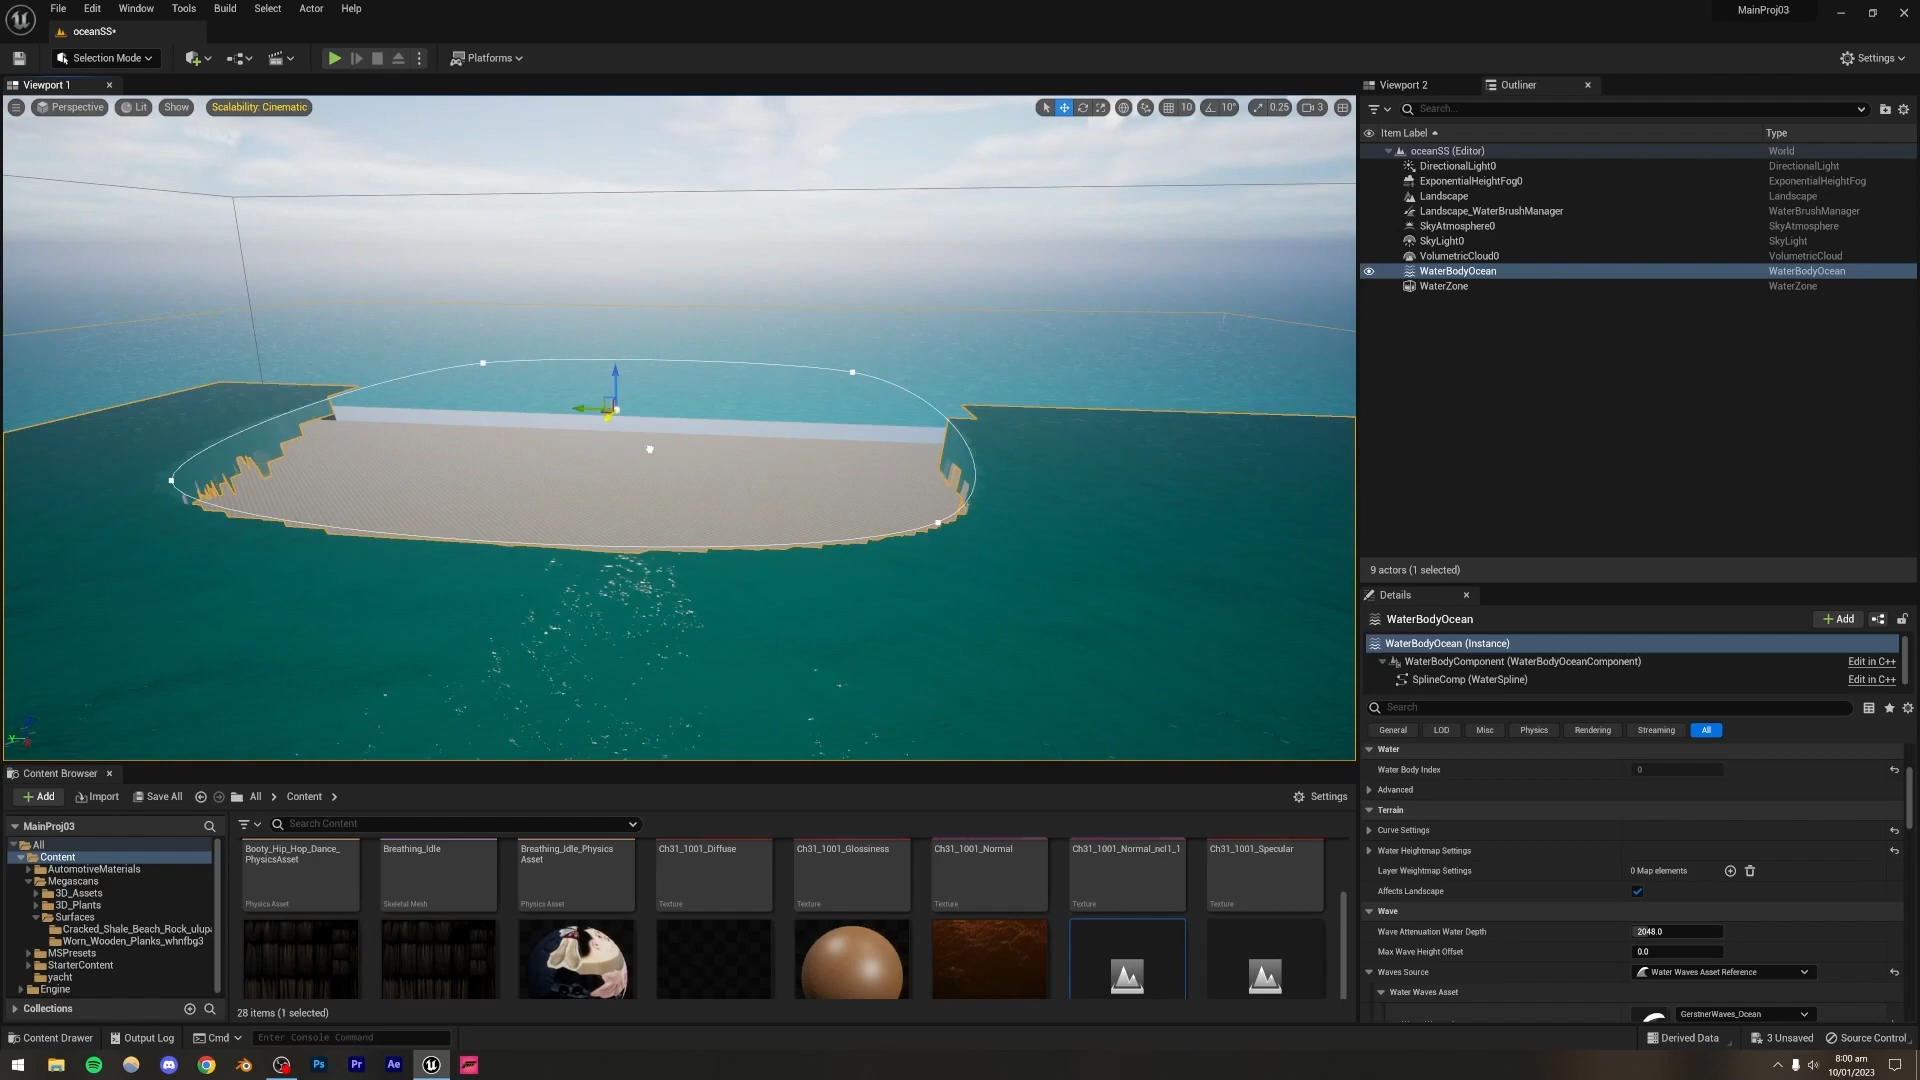 File Edit Window Tools Build Select Actor Help
MainProj03
oceanSS*
Selection Mode
Platforms
Settings
Viewport 1
Perspective Lit Show Scalability: Cinematic
10 10° 0.25 3
Viewport 2 Outliner
Search...
Item Label Type
oceanSS (Editor) World
DirectionalLight0 DirectionalLight
ExponentialHeightFog0 ExponentialHeightFog
Landscape Landscape
Landscape_WaterBrushManager WaterBrushManager
SkyAtmosphere0 SkyAtmosphere
SkyLight0 SkyLight
VolumetricCloud0 VolumetricCloud
WaterBodyOcean WaterBodyOcean
WaterZone WaterZone
9 actors (1 selected)
Details
WaterBodyOcean
Add
WaterBodyOcean (Instance)
WaterBodyComponent (WaterBodyOceanComponent) Edit in C++
SplineComp (WaterSpline) Edit in C++
Search
General LOD Misc Physics Rendering Streaming All
Water
Water Body Index 0
Advanced
Terrain
Curve Settings
Water Heightmap Settings
Layer Weightmap Settings 0 Map elements
Affects Landscape
Wave
Wave Attenuation Water Depth 2048.0
Max Wave Height Offset 0.0
Waves Source Water Waves Asset Reference
Water Waves Asset
GerstnerWaves_Ocean
Content Browser
Add Import Save All All Content
Settings
MainProj03
Search Content
All
Content
AutomotiveMaterials
Megascans
3D_Assets
3D_Plants
Surfaces
Cracked_Shale_Beach_Rock_ulupa
Worn_Wooden_Planks_whnfbg3
MSPresets
StarterContent
yacht
Engine
Collections
Booty_Hip_Hop_Dance_
PhysicsAsset
Physics Asset
Breathing_Idle
Skeletal Mesh
Breathing_Idle_Physics
Asset
Physics Asset
Ch31_1001_Diffuse
Texture
Ch31_1001_Glossiness
Texture
Ch31_1001_Normal
Texture
Ch31_1001_Normal_ncl1_1
Texture
Ch31_1001_Specular
Texture
28 items (1 selected)
Content Drawer Output Log Cmd Enter Console Command
Derived Data 3 Unsaved Source Control
Ps Pr Ae
8:00 am
10/01/2023